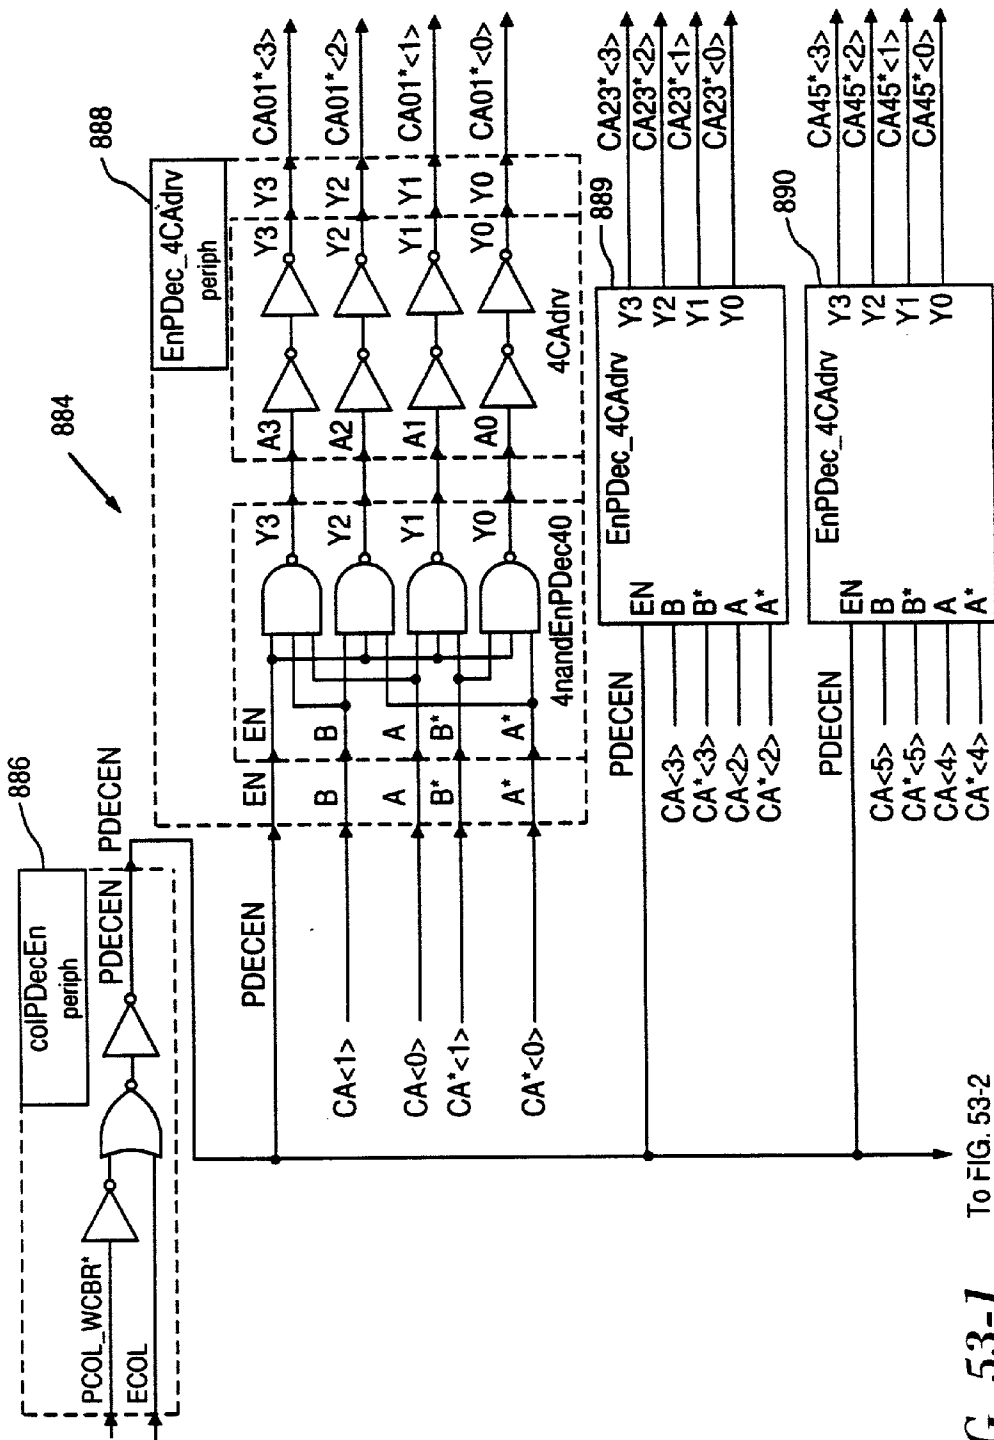 884
886
colPDecEn
periph
PCOL_WCBR*
ECOL
PDECEN
PDECEN
888
EnPDec_4CAdrv
periph
PDECEN
CA<1>
CA<0>
CA*<1>
CA*<0>
EN
B
A
B*
A*
EN
B
A
B*
A*
4nandEnPDec40
Y3
Y2
Y1
Y0
A3
A2
A1
A0
4CAdrv
Y3
Y2
Y1
Y0
Y3
Y2
Y1
Y0
CA01*<3>
CA01*<2>
CA01*<1>
CA01*<0>
889
PDECEN
CA<3>
CA*<3>
CA<2>
CA*<2>
EN
B
B*
A
A*
EnPDec_4CAdrv
Y3
Y2
Y1
Y0
CA23*<3>
CA23*<2>
CA23*<1>
CA23*<0>
890
PDECEN
CA<5>
CA*<5>
CA<4>
CA*<4>
EN
B
B*
A
A*
EnPDec_4CAdrv
Y3
Y2
Y1
Y0
CA45*<3>
CA45*<2>
CA45*<1>
CA45*<0>
To FIG. 53-2
G. 53-1